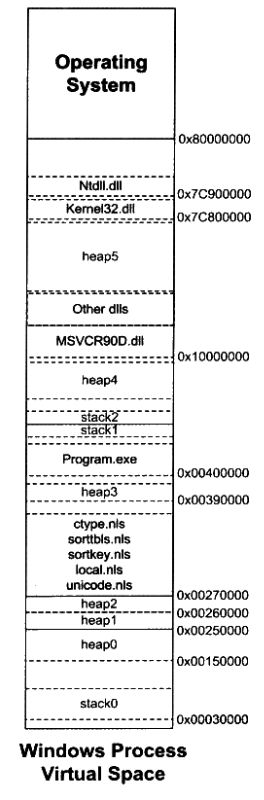 Operating
System
0x80000000
Ntdll.dll
0x7C900000
Kernel32.dll
0x7C800000
heap5
Other dlls
MSVCR90D.dll
0x10000000
heap4
stack2
stack1
Program.exe
0x00400000
heap3
0x00390000
ctype.nls
sorttbls.nls
sortkey.nls
local.nls
unicode.nls
0x00270000
heap2
0x00260000
heap1
0x00250000
heap0
0x00150000
stack0
0x00030000
Windows Process
Virtual Space